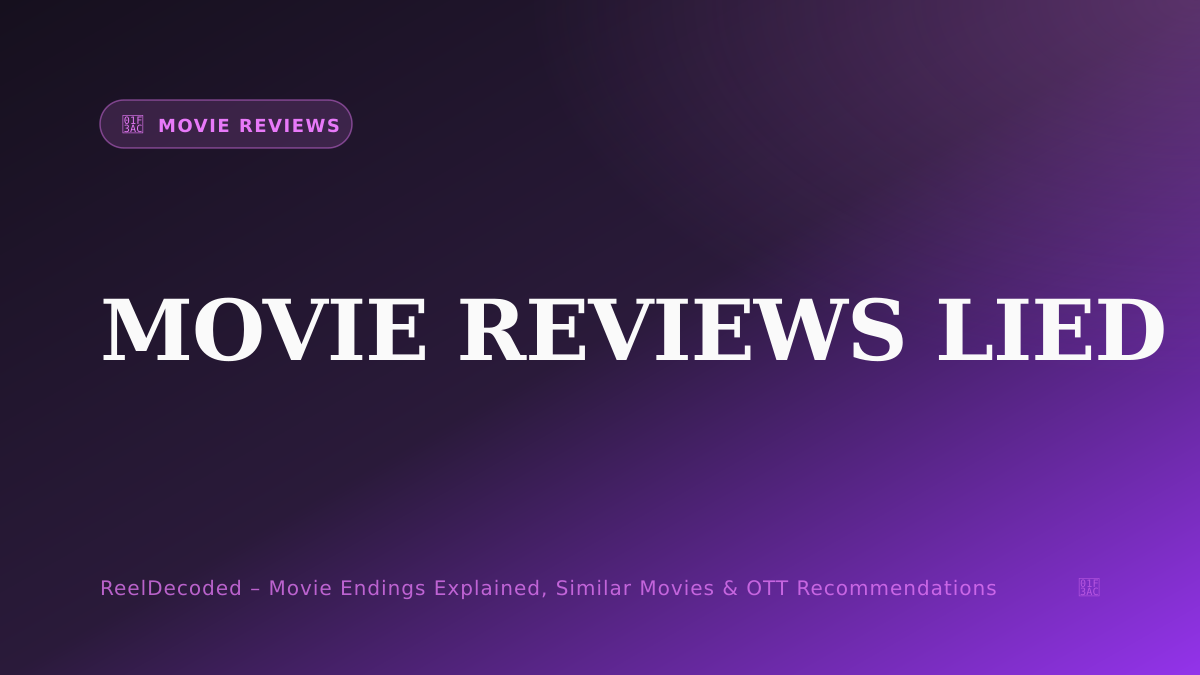 MOVIE REVIEWS
MOVIE REVIEWS LIED
ReelDecoded – Movie Endings Explained, Similar Movies & OTT Recommendations